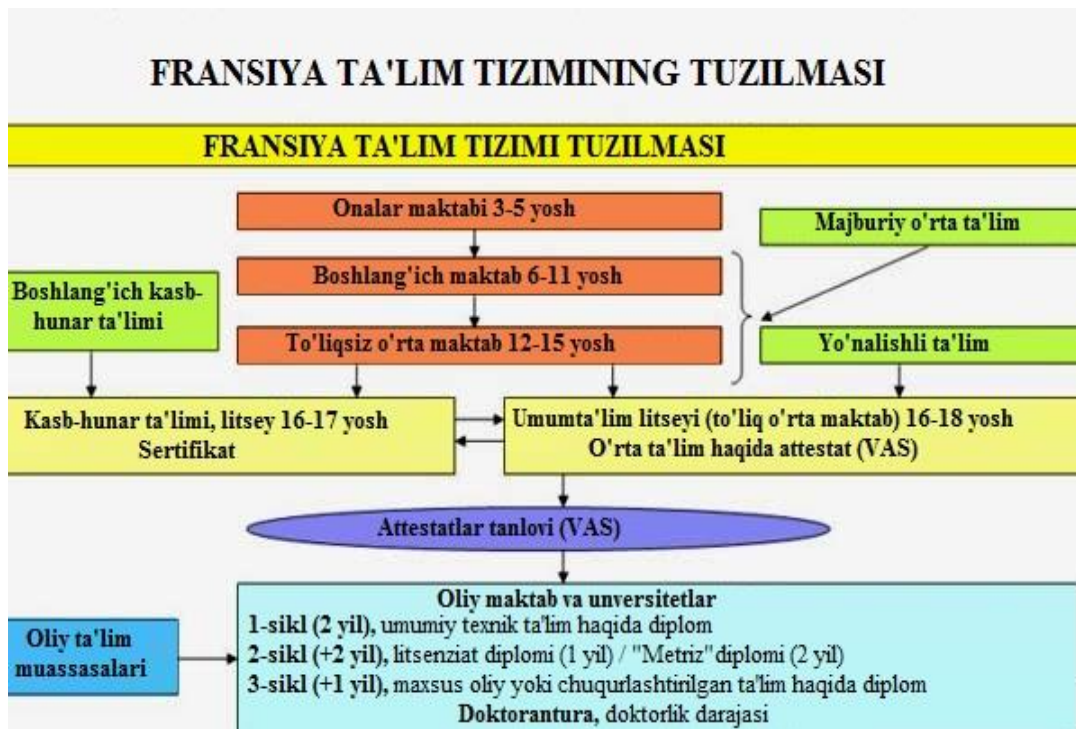 FRANSIYA TA'LIM TIZIMINING TUZILMASI
FRANSIYA TA'LIM TIZIMI TUZILMASI
Onalar maktabi 3-5 yosh
Majburiy o'rta ta'lim
Boshlang'ich maktab 6-11 yosh
Boshlang'ich kasb-
hunar ta'limi
To'liqsiz o'rta maktab 12-15 yosh
Yo'nalishli ta'lim
Kasb-hunar ta'limi, litsey 16-17 yosh
Sertifikat
Umumta'lim litseyi (to'liq o'rta maktab) 16-18 yosh
O'rta ta'lim haqida attestat (VAS)
Attestatlar tanlovi (VAS)
Oliy ta'lim
muassasalari
Oliy maktab va unversitetlar
1-sikl (2 yil), umumiy texnik ta'lim haqida diplom
2-sikl (+2 yil), litsenziat diplomi (1 yil) / "Metriz" diplomi (2 yil)
3-sikl (+1 yil), maxsus oliy yoki chuqurlashtirilgan ta'lim haqida diplom
Doktorantura, doktorlik darajasi